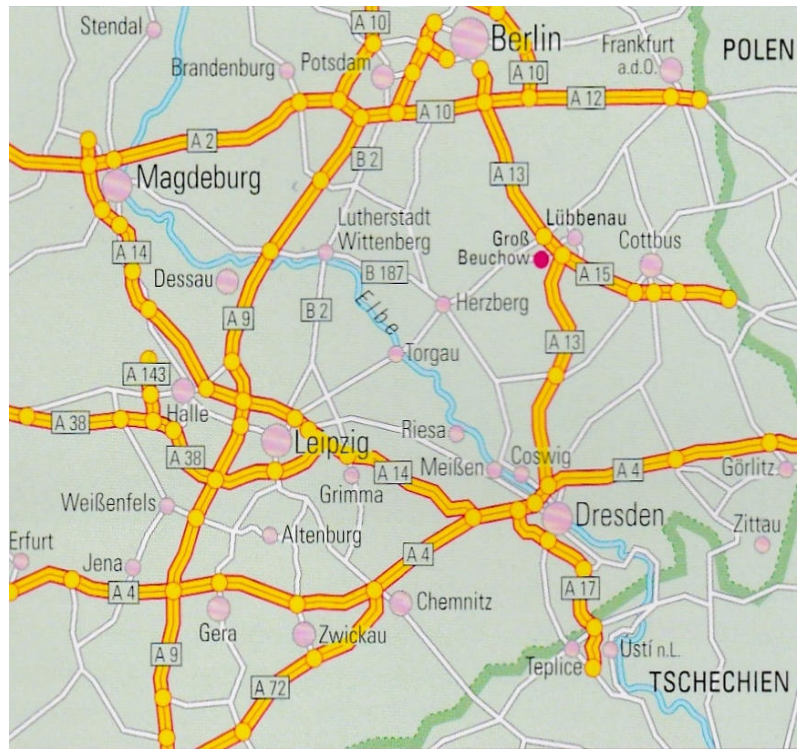 A 10
Stendal
Berlin
Frankfurt
a.d.O.
POLEN
Brandenburg
Potsdam
A 10
A 10
A 12
A 2
B 2
Magdeburg
A 13
Lutherstadt
Wittenberg
Lübbenau
Groß
Beuchow
Cottbus
A 14
Dessau
B 187
A 15
Elbe
Herzberg
A 9
B 2
A 13
Torgau
A 143
Halle
A 38
Leipzig
Riesa
A 38
Meißen
Coswig
A 14
A 4
Görlitz
Grimma
Weißenfels
Dresden
Zittau
Altenburg
Erfurt
A 4
Jena
A 4
A 17
Chemnitz
Gera
Zwickau
A 9
Ústí n.L.
Teplice
A 72
TSCHECHIEN